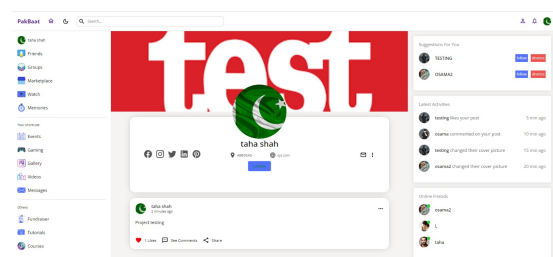 PakBaat
Search...
taha shah
Friends
Groups
Marketplace
Watch
Memories
Your shortcuts
Events
Gaming
Gallery
Videos
Messages
Others
Fundraiser
Tutorials
Courses
test
taha shah
taha shah
2 minutes ago
Project testing
1 Likes
See Comments
Share
Suggestions For You
TESTING
follow
dismiss
OSAMA2
follow
dismiss
Latest Activities
testing likes your post
5 min ago
osama commented on your post
10 min ago
testing changed their cover picture
15 min ago
osama2 changed their cover picture
20 min ago
Online Friends
osama2
L
taha